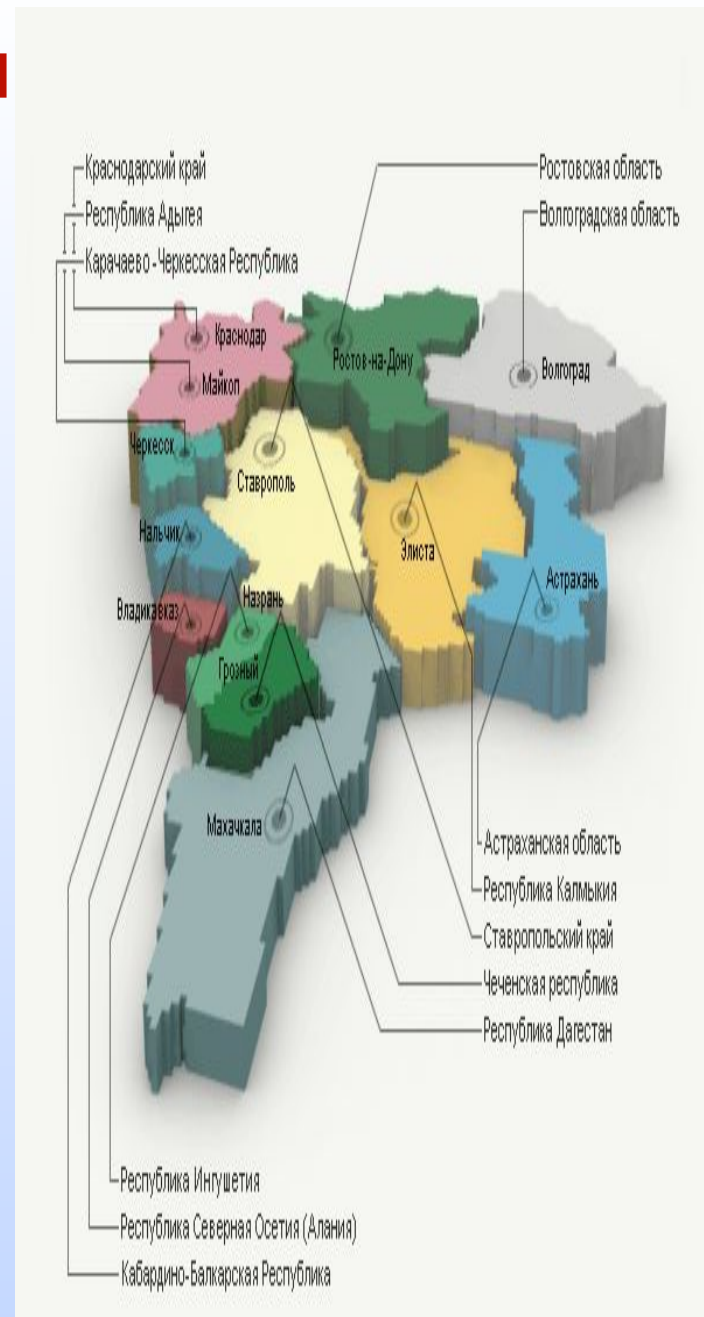 Краснодарский край
Республика Адыгея
Карачаево-Черкесская Республика
Ростовская область
Волгоградская область
Краснодар
Майкоп
Ростов-на-Дону
Волгоград
Черкесск
Ставрополь
Нальчик
Элиста
Астрахань
Назрань
Владикавказ
Грозный
Махачкала
Астраханская область
Республика Калмыкия
Ставропольский край
Чеченская республика
Республика Дагестан
Республика Ингушетия
Республика Северная Осетия (Алания)
Кабардино-Балкарская Республика